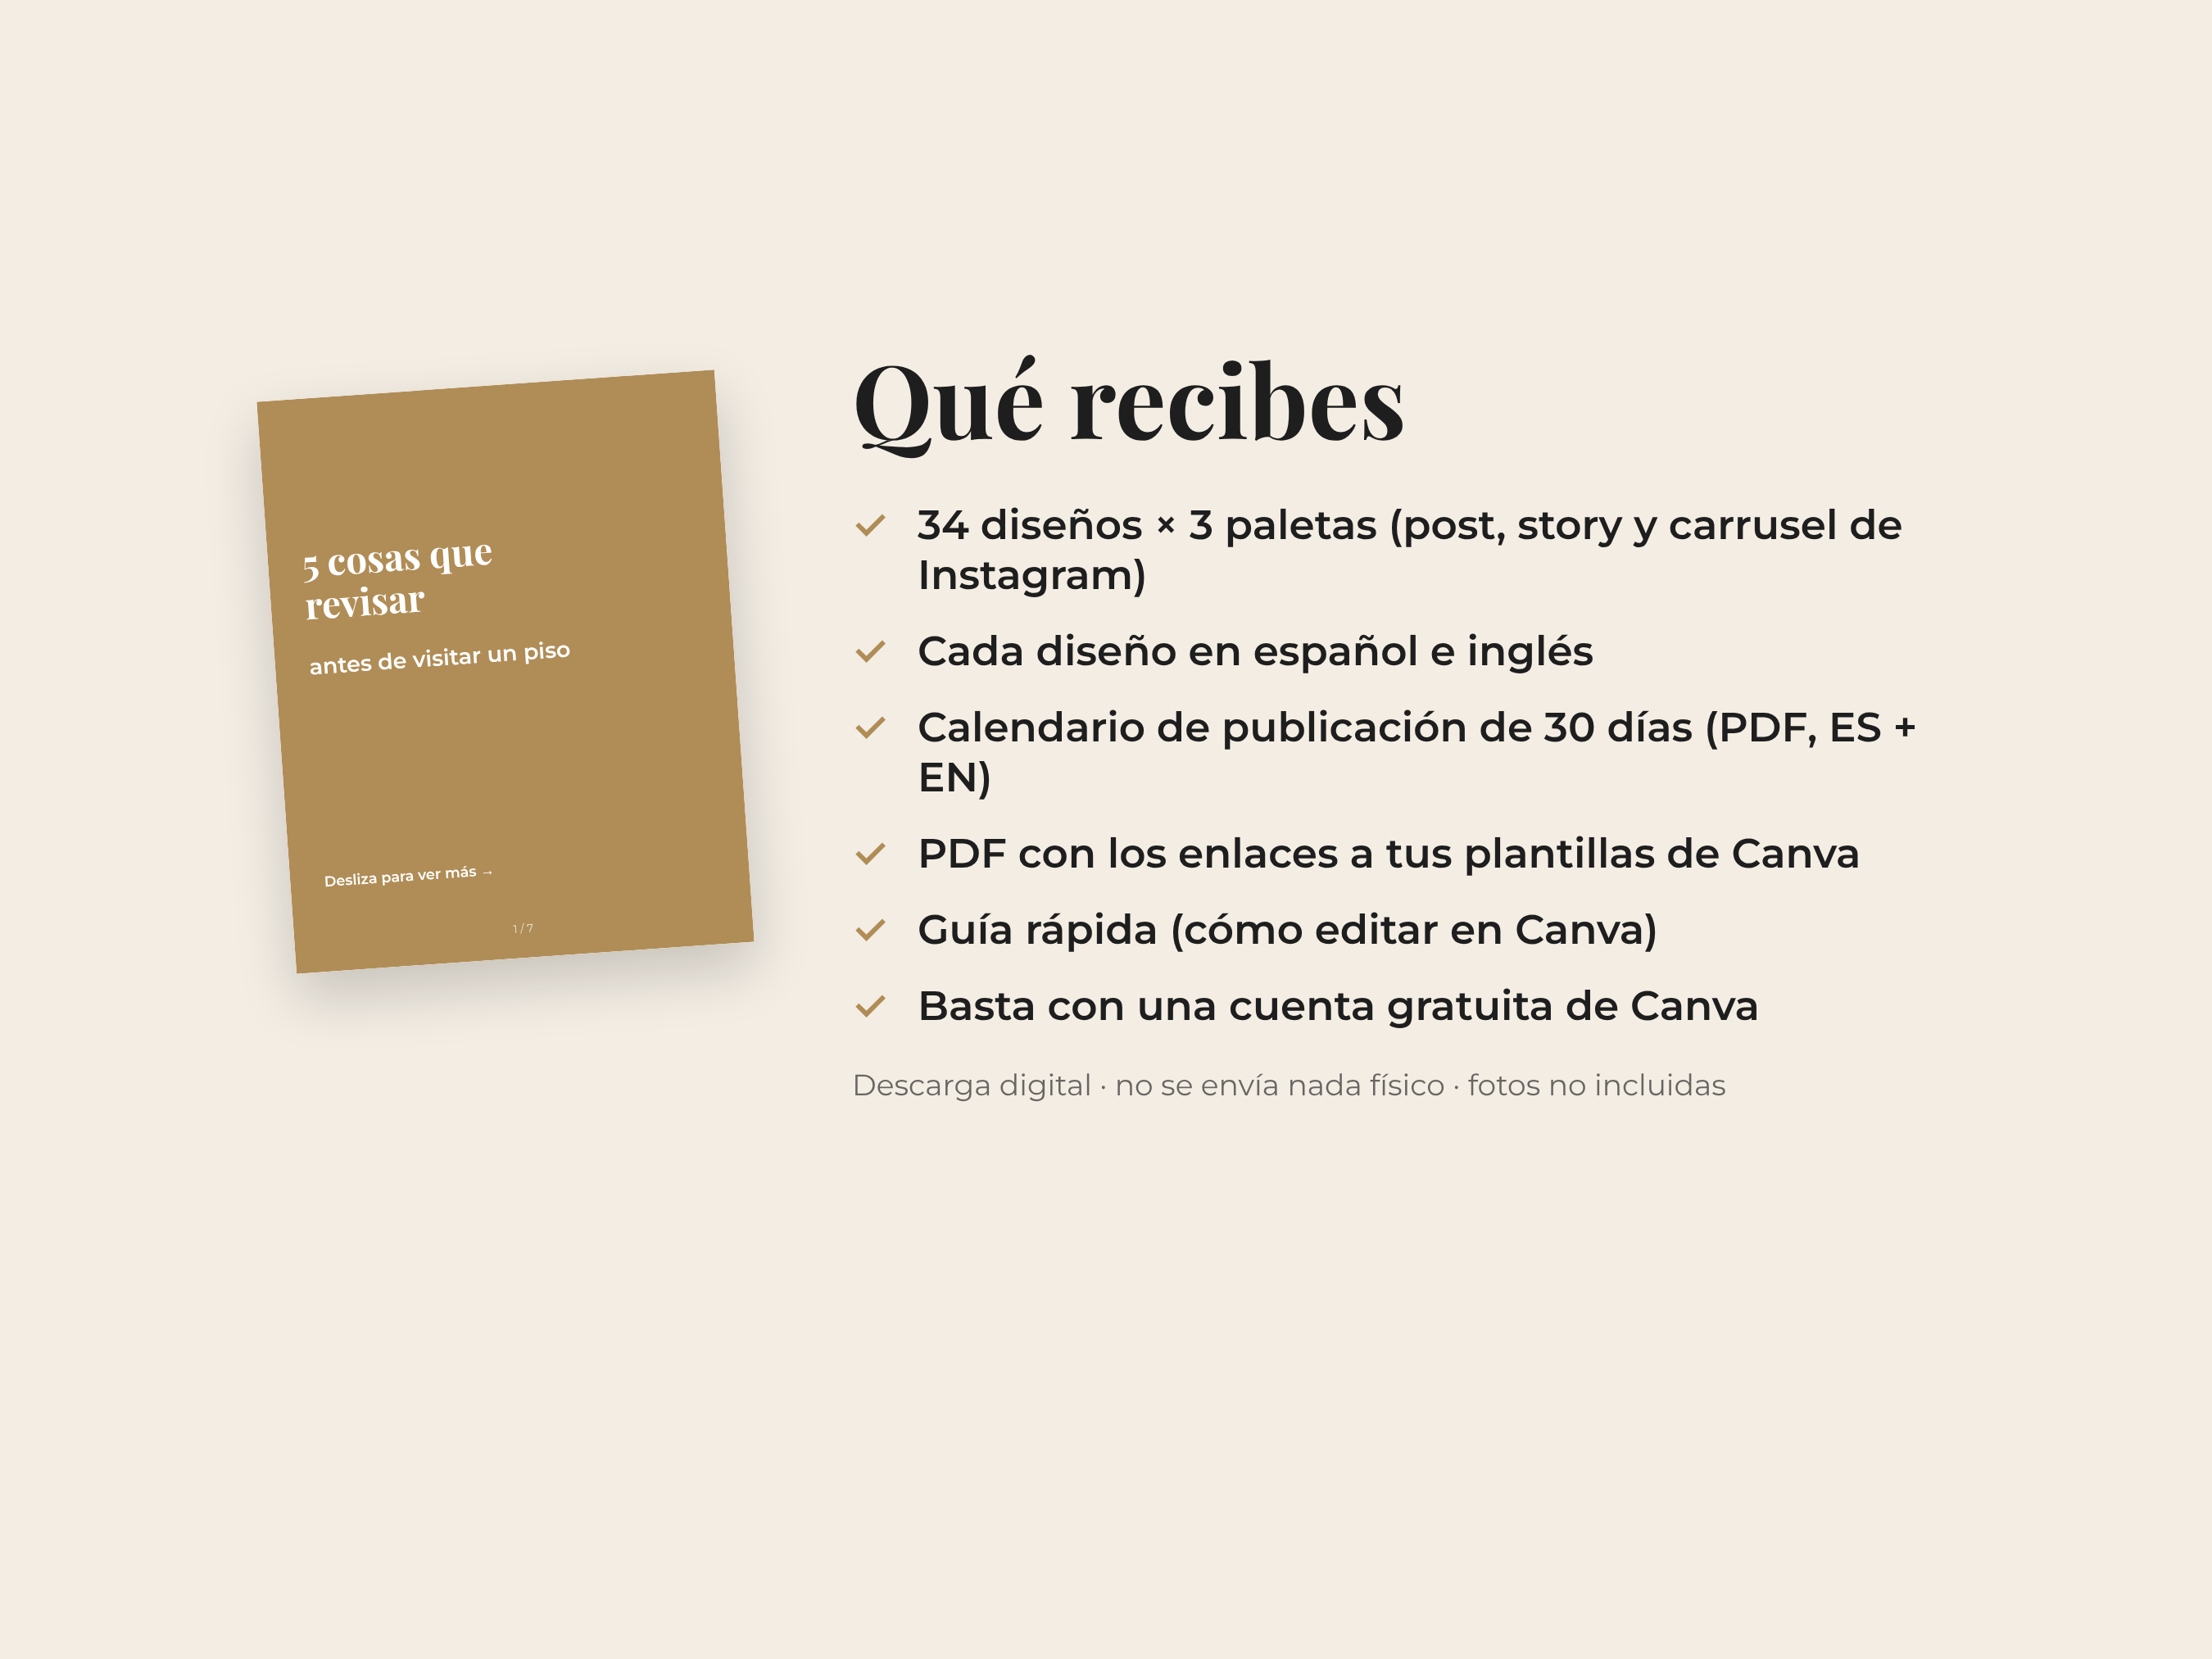 5 cosas que
revisar
antes de visitar un piso
Desliza para ver más →
1 / 7
Qué recibes
34 diseños × 3 paletas (post, story y carrusel de
Instagram)
Cada diseño en español e inglés
Calendario de publicación de 30 días (PDF, ES +
EN)
PDF con los enlaces a tus plantillas de Canva
Guía rápida (cómo editar en Canva)
Basta con una cuenta gratuita de Canva
Descarga digital · no se envía nada físico · fotos no incluidas